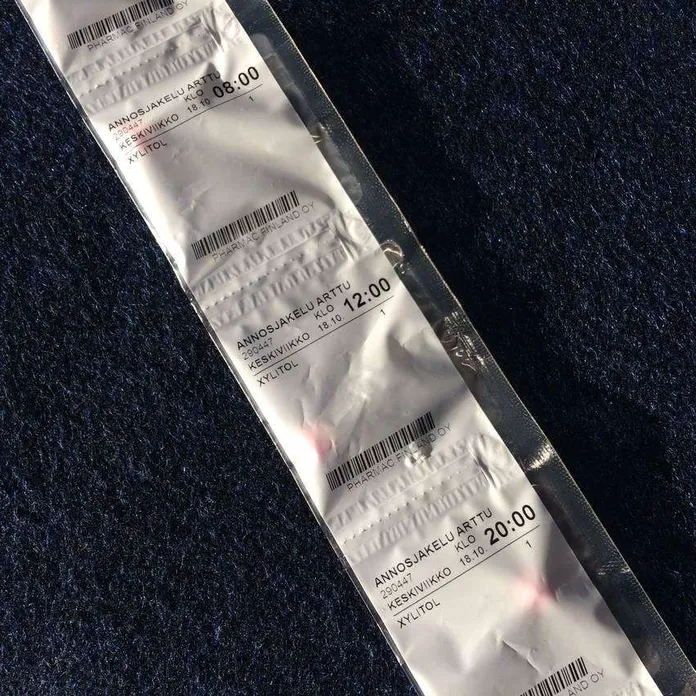 PHARMAC FINLAND OY
ANNOSJAKELU ARTTU
290447 KLO 08:00
KESKIVIIKKO 18.10. 1
XYLITOL
PHARMAC FINLAND OY
ANNOSJAKELU ARTTU
290447 KLO 12:00
KESKIVIIKKO 18.10. 1
XYLITOL
PHARMAC FINLAND OY
ANNOSJAKELU ARTTU
290447 KLO 20:00
KESKIVIIKKO 18.10. 1
XYLITOL
OY